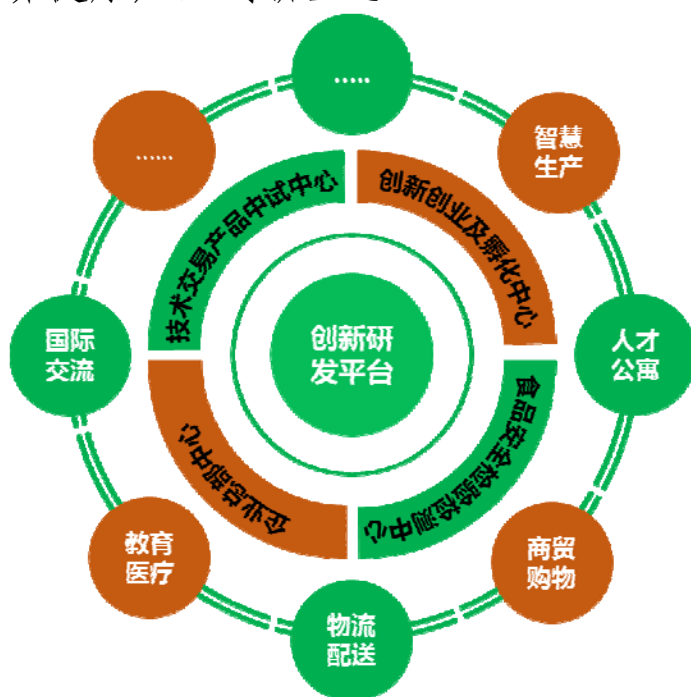 .....
......
智慧
生产
技术交易产品中试中心
创新创业及孵化中心
国际
交流
创新研
发平台
人才
公寓
企业总部中心
食品安全检验检测中心
教育
医疗
商贸
购物
物流
配送